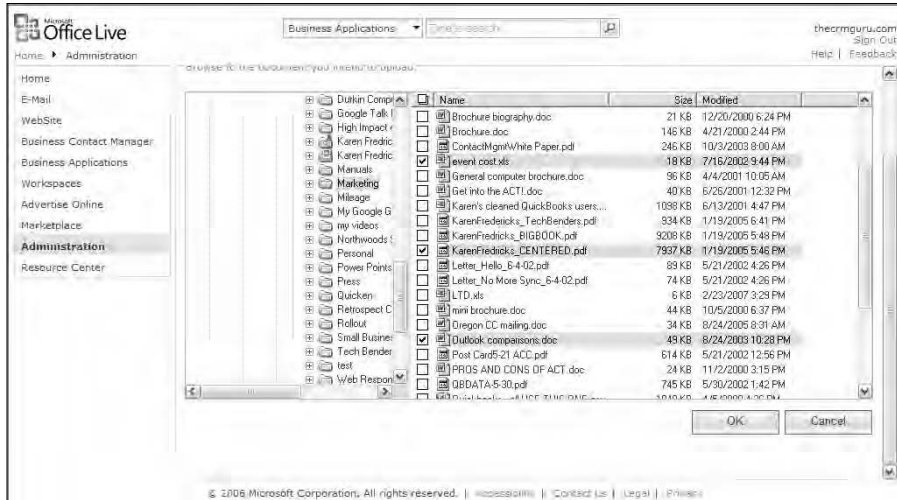 Microsoft
Office Live
Business Applications
thecrmguru.com
Sign Out
Home Administration
Help | Feedback
Browse to the document you intend to upload.
Home
E-Mail
WebSite
Business Contact Manager
Business Applications
Workspaces
Advertise Online
Marketplace
Administration
Resource Center
Durkin Comp
Google Talk
High Impact
Karen Fredric
Karen Fredric
Manuals
Marketing
Mileage
My Google G
my videos
Northwoods
Personal
Power Points
Press
Quicken
Retrospect C
Rollout
Small Busines
Tech Bender
test
Web Respon
Name Size Modified
Brochure biography.doc 21 KB 12/20/2000 6:24 PM
Brochure.doc 146 KB 4/21/2000 2:44 PM
ContactMgmtWhite Paper.pdf 246 KB 10/3/2003 8:00 AM
event cost.xls 18 KB 7/16/2002 9:44 PM
General computer brochure.doc 96 KB 4/4/2001 10:05 AM
Get into the ACT!.doc 40 KB 6/26/2001 12:32 PM
Karen's cleaned QuickBooks users.... 1098 KB 6/13/2001 4:47 PM
KarenFredericks_TechBenders.pdf 934 KB 1/19/2005 6:41 PM
KarenFredricks_BIGBOOK.pdf 9208 KB 1/19/2005 5:48 PM
KarenFredricks_CENTERED.pdf 7937 KB 1/19/2005 5:46 PM
Letter_Hello_6-4-02.pdf 89 KB 5/21/2002 4:26 PM
Letter_No More Sync_6-4-02.pdf 74 KB 5/21/2002 4:26 PM
LTD.xls 6 KB 2/23/2007 3:29 PM
mini brochure.doc 44 KB 10/5/2000 6:37 PM
Oregon CC mailing.doc 34 KB 8/24/2005 8:31 AM
Outlook comparisons.doc 49 KB 8/24/2003 10:28 PM
Post Card5-21 ACC.pdf 614 KB 5/21/2002 12:56 PM
PROS AND CONS OF ACT.doc 24 KB 11/2/2000 3:15 PM
QBDATA-5-30.pdf 745 KB 5/30/2002 1:42 PM
OK Cancel
© 2006 Microsoft Corporation. All rights reserved. | Accessibility | Contact Us | Legal | Privacy